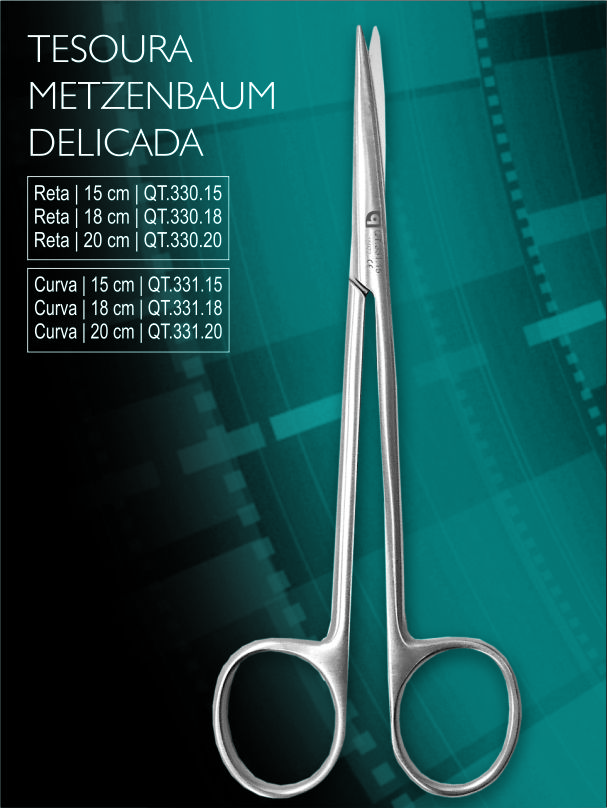 TESOURA
METZENBAUM
DELICADA
Reta | 15 cm | QT.330.15
Reta | 18 cm | QT.330.18
Reta | 20 cm | QT.330.20
Curva | 15 cm | QT.331.15
Curva | 18 cm | QT.331.18
Curva | 20 cm | QT.331.20
CE